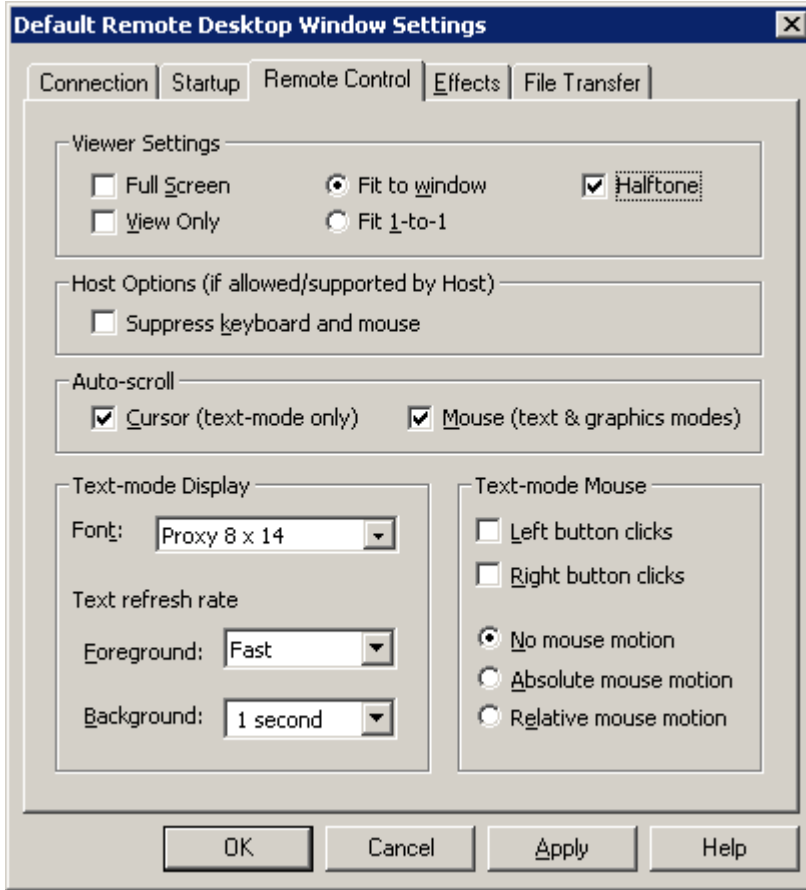 Default Remote Desktop Window Settings
Connection Startup Remote Control Effects File Transfer
Viewer Settings
Full Screen Fit to window Halftone
View Only Fit 1-to-1
Host Options (if allowed/supported by Host)
Suppress keyboard and mouse
Auto-scroll
Cursor (text-mode only) Mouse (text & graphics modes)
Text-mode Display
Font: Proxy 8 x 14
Text refresh rate
Foreground: Fast
Background: 1 second
Text-mode Mouse
Left button clicks
Right button clicks
No mouse motion
Absolute mouse motion
Relative mouse motion
OK Cancel Apply Help